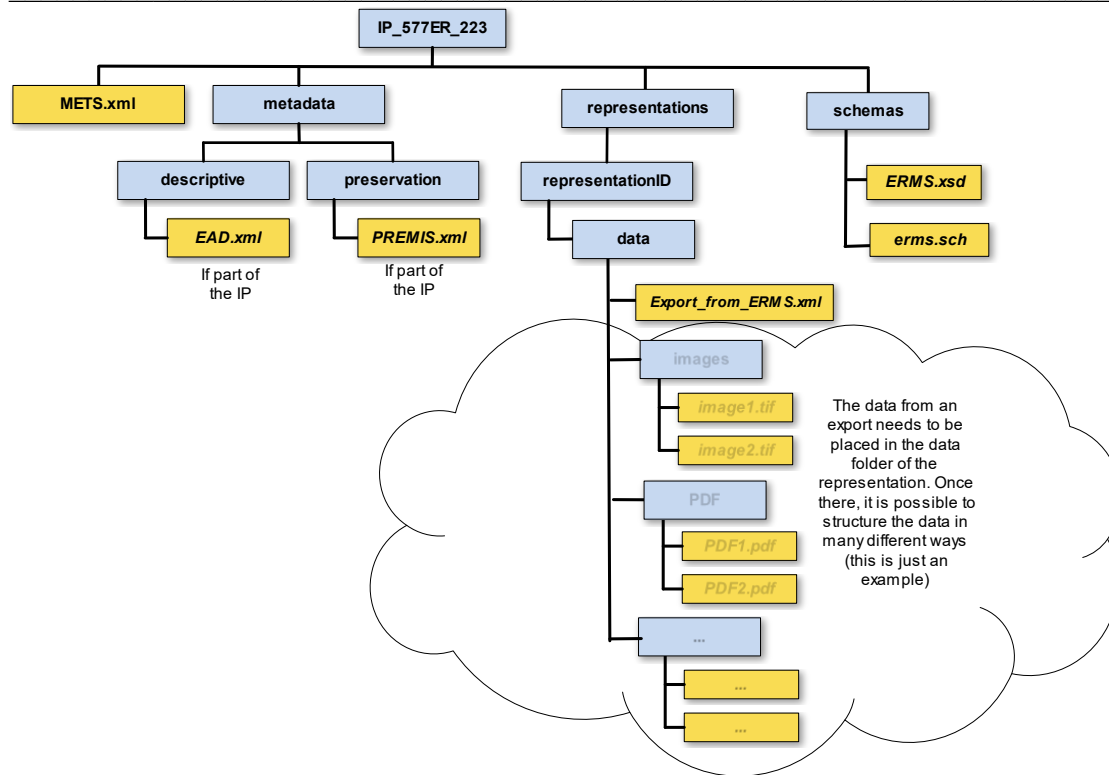 IP_577ER_223
METS.xml
metadata
representations
schemas
descriptive
preservation
representationID
ERMS.xsd
EAD.xml
PREMIS.xml
data
erms.sch
If part of
the IP
If part of
the IP
Export_from_ERMS.xml
images
image1.tif
image2.tif
PDF
PDF1.pdf
PDF2.pdf
...
...
...
The data from an
export needs to be
placed in the data
folder of the
representation. Once
there, it is possible to
structure the data in
many different ways
(this is just an
example)